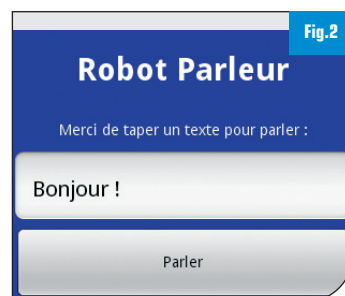 Fig.2
Robot Parleur
Merci de taper un texte pour parler :
Bonjour !
Parler